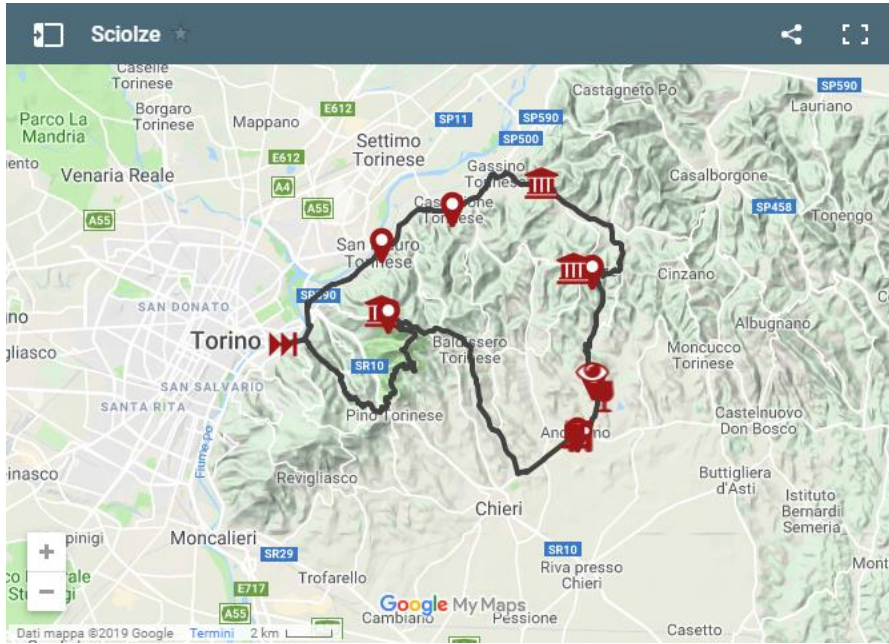 Sciolze
Caselle
Torinese
Parco La
Mandria
Borgaro
Torinese
Mappano
E612
SP11
SP590
SP500
Castagneto Po
SP590
Lauriano
Settimo
Torinese
Venaria Reale
E612
A4
A55
A55
Gassino
Torinese
Casalborgone
SP458
Tonengo
San Mauro
Torinese
Cinzano
SAN DONATO
Torino
Albugnano
SR10
Baldissero
Torinese
Moncucco
Torinese
SAN SALVARIO
SANTA RITA
Pino Torinese
Castelnuovo
Don Bosco
Fiume Po
Revigliasco
Chieri
Buttigliera
d'Asti
Istituto
Bernardi
Semeria
Moncalieri
SR29
SR10
Riva presso
Chieri
Trofarello
E717
A55
Cambiano
Pessione
Casetto
+
−
Google My Maps
Dati mappa ©2019 Google
Termini
2 km